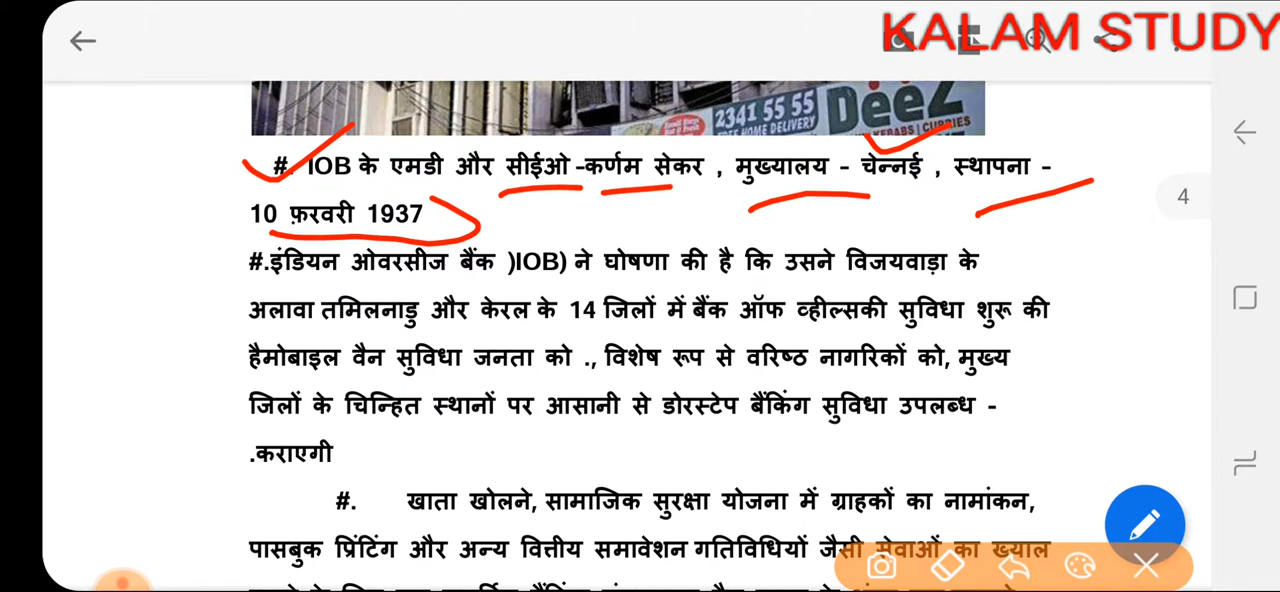 KALAM STUDY
2341 55 55 DeeZ
FREE HOME DELIVERY KEBABS | CURRIES
#. IOB के एमडी और सीईओ -कर्णम सेकर , मुख्यालय - चेन्नई , स्थापना -
10 फ़रवरी 1937
4
#.इंडियन ओवरसीज बैंक )IOB) ने घोषणा की है कि उसने विजयवाड़ा के
अलावा तमिलनाडु और केरल के 14 जिलों में बैंक ऑफ व्हील्सकी सुविधा शुरू की
हैमोबाइल वैन सुविधा जनता को ., विशेष रूप से वरिष्ठ नागरिकों को, मुख्य
जिलों के चिन्हित स्थानों पर आसानी से डोरस्टेप बैंकिंग सुविधा उपलब्ध -
.कराएगी
#. खाता खोलने, सामाजिक सुरक्षा योजना में ग्राहकों का नामांकन,
पासबुक प्रिंटिंग और अन्य वित्तीय समावेशन गतिविधियों जैसी सेवाओं का ख्याल